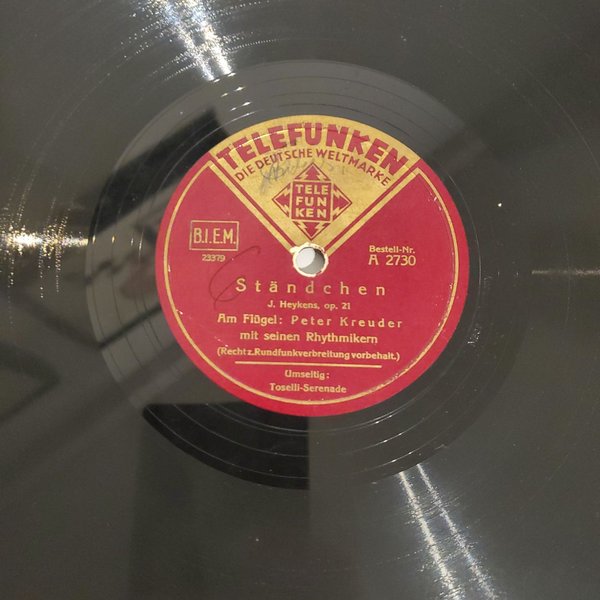 TELEFUNKEN
DIE DEUTSCHE WELTMARKE
TELE
FUN
KEN
B.I.E.M.
23379
Bestell-Nr.
A 2730
Ständchen
J. Heykens, op. 21
Am Flügel: Peter Kreuder
mit seinen Rhythmikern
(Recht z. Rundfunkverbreitung vorbehalt.)
Umseitig:
Toselli-Serenade